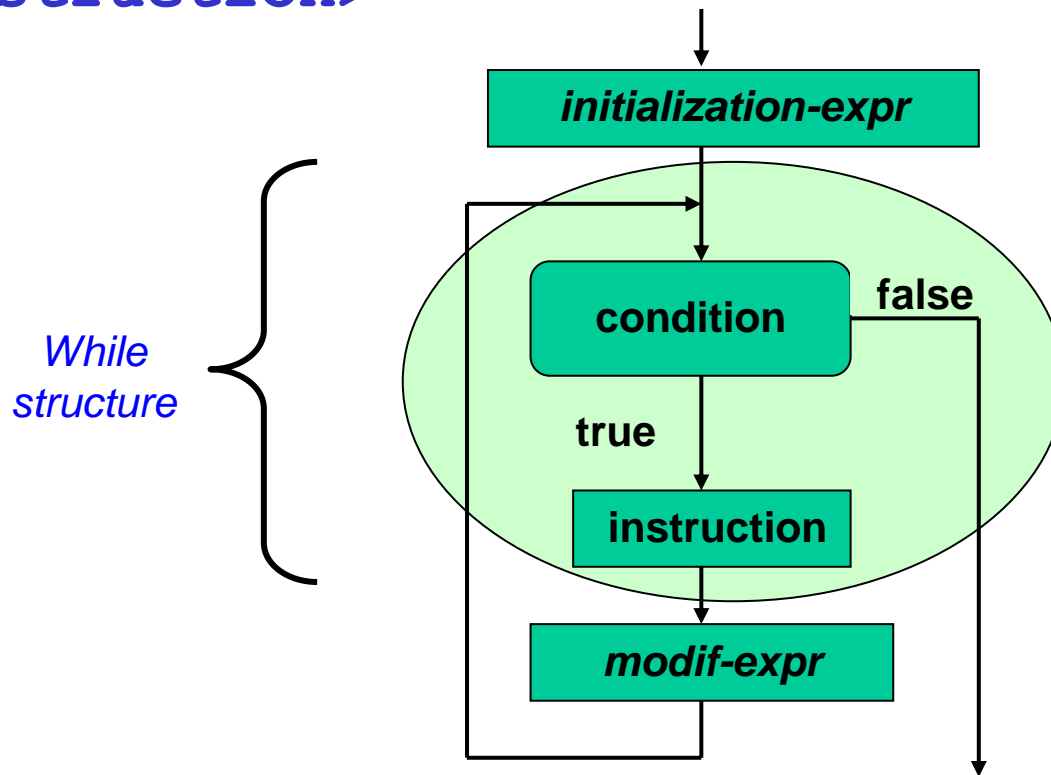 initialization-expr
condition
false
While
structure
true
instruction
modif-expr